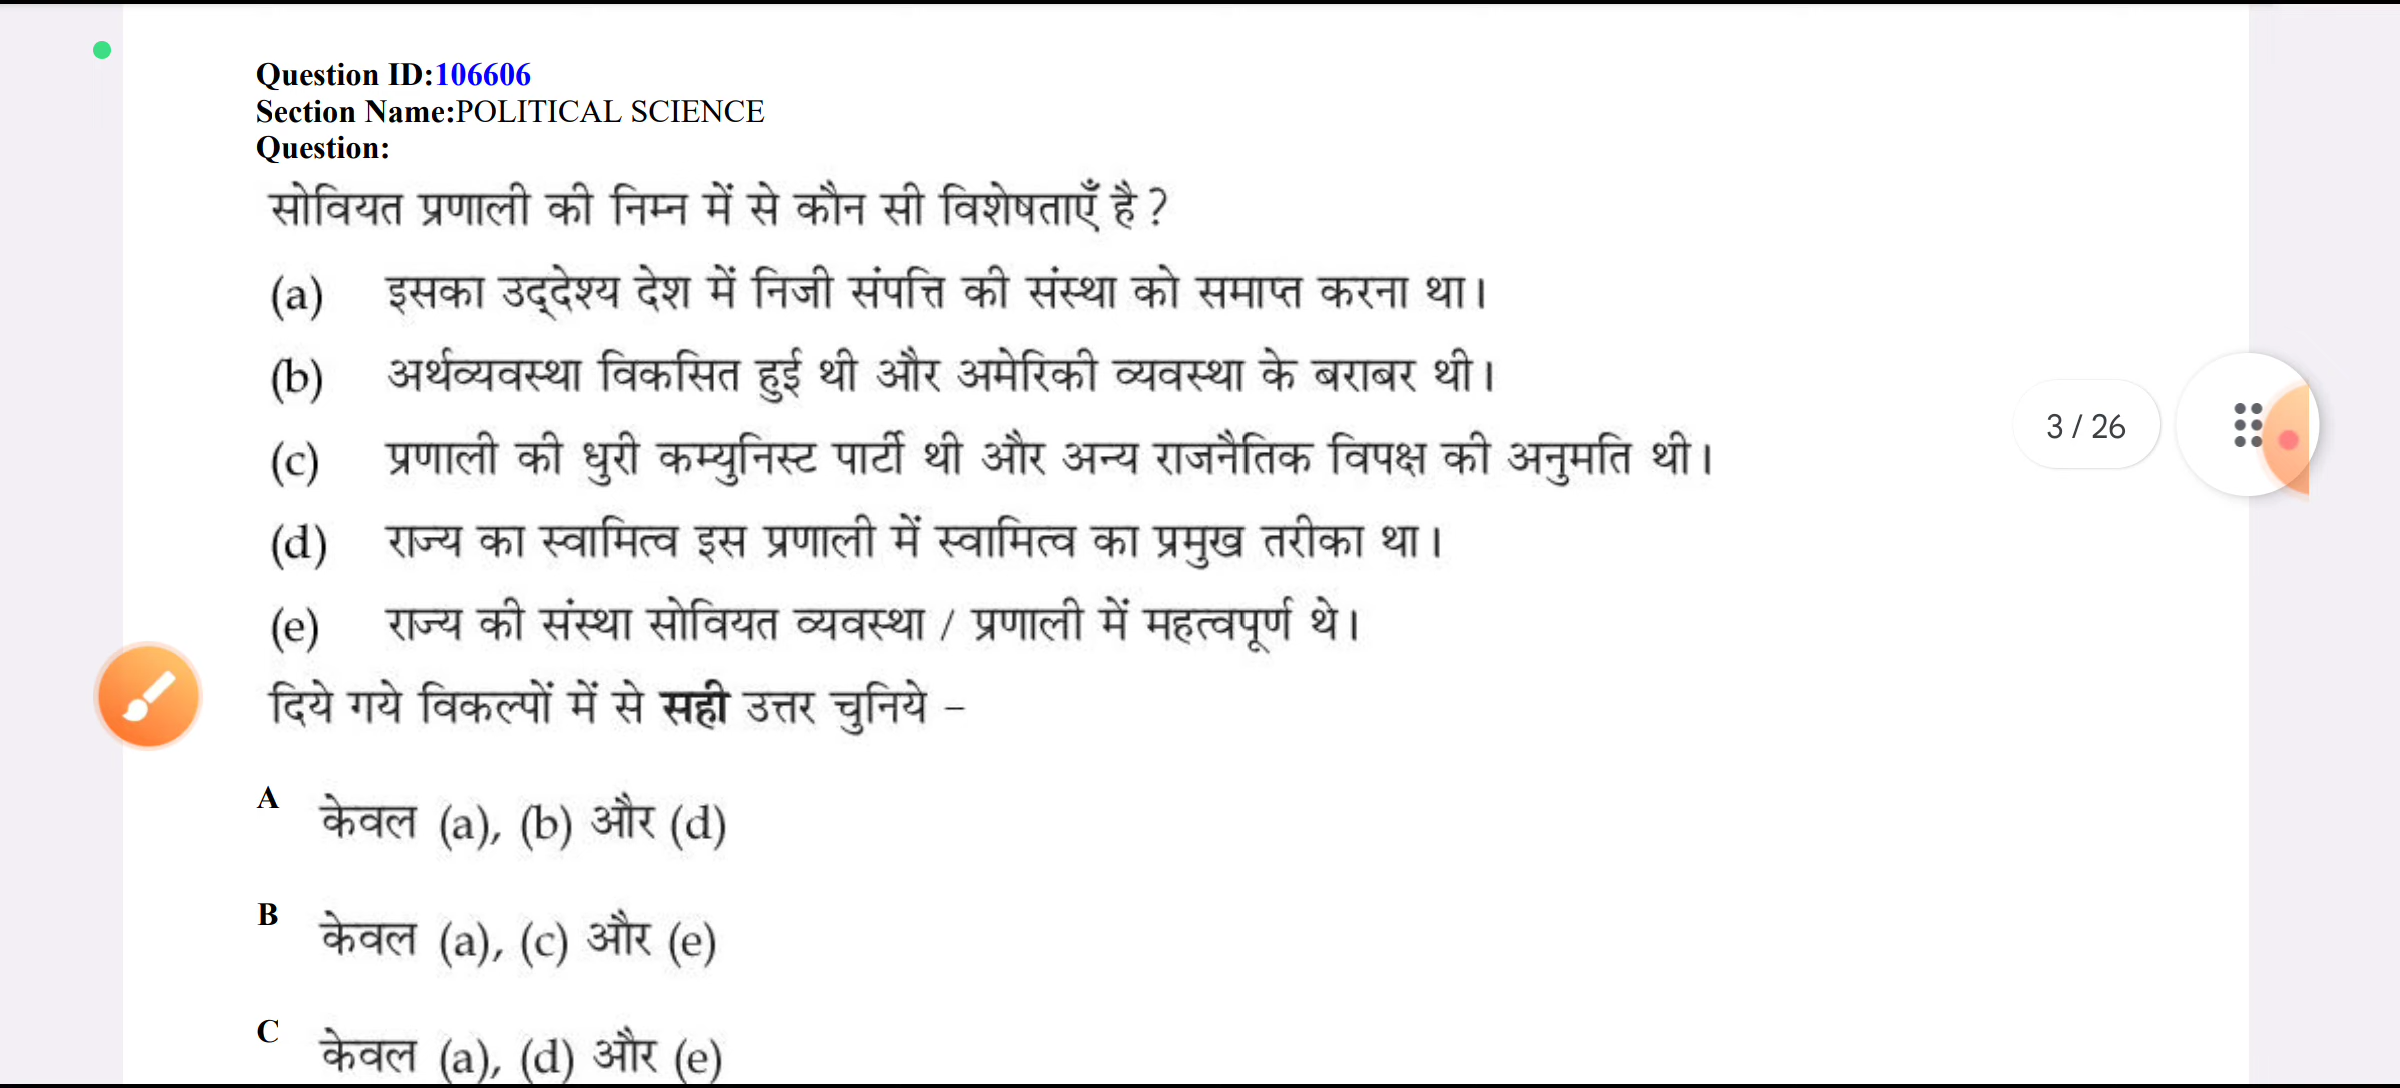 Question ID:106606
Section Name:POLITICAL SCIENCE
Question:
सोवियत प्रणाली की निम्न में से कौन सी विशेषताएँ है ?
(a) इसका उद्देश्य देश में निजी संपत्ति की संस्था को समाप्त करना था।
(b) अर्थव्यवस्था विकसित हुई थी और अमेरिकी व्यवस्था के बराबर थी।
(c) प्रणाली की धुरी कम्युनिस्ट पार्टी थी और अन्य राजनैतिक विपक्ष की अनुमति थी।
3 / 26
(d) राज्य का स्वामित्व इस प्रणाली में स्वामित्व का प्रमुख तरीका था।
(e) राज्य की संस्था सोवियत व्यवस्था / प्रणाली में महत्वपूर्ण थे।
दिये गये विकल्पों में से सही उत्तर चुनिये –
A केवल (a), (b) और (d)
B केवल (a), (c) और (e)
C केवल (a), (d) और (e)